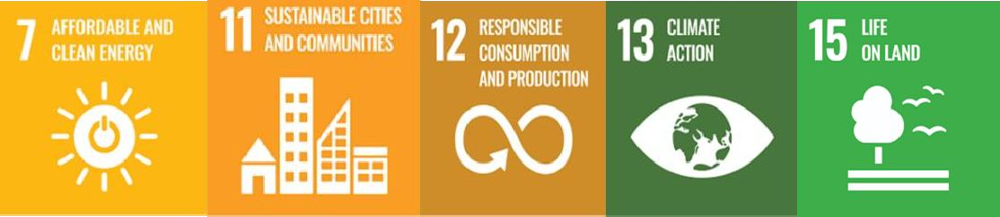 7 AFFORDABLE AND
CLEAN ENERGY
11 SUSTAINABLE CITIES
AND COMMUNITIES
12 RESPONSIBLE
CONSUMPTION
AND PRODUCTION
13 CLIMATE
ACTION
15 LIFE
ON LAND